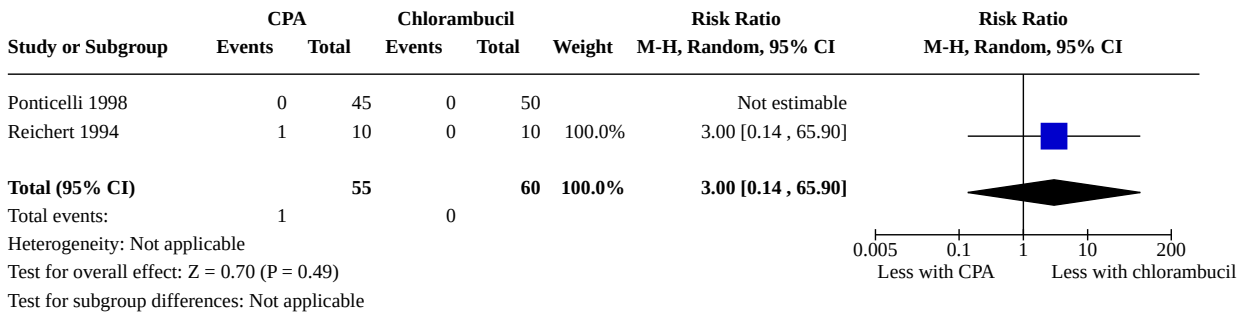 CPA Chlorambucil Risk Ratio Risk Ratio
Study or Subgroup Events Total Events Total Weight M-H, Random, 95% CI M-H, Random, 95% CI
Ponticelli 1998 0 45 0 50 Not estimable
Reichert 1994 1 10 0 10 100.0% 3.00 [0.14 , 65.90]
Total (95% CI) 55 60 100.0% 3.00 [0.14 , 65.90]
Total events: 1 0
Heterogeneity: Not applicable
0.005 0.1 1 10 200
Test for overall effect: Z = 0.70 (P = 0.49)
Less with CPA Less with chlorambucil
Test for subgroup differences: Not applicable